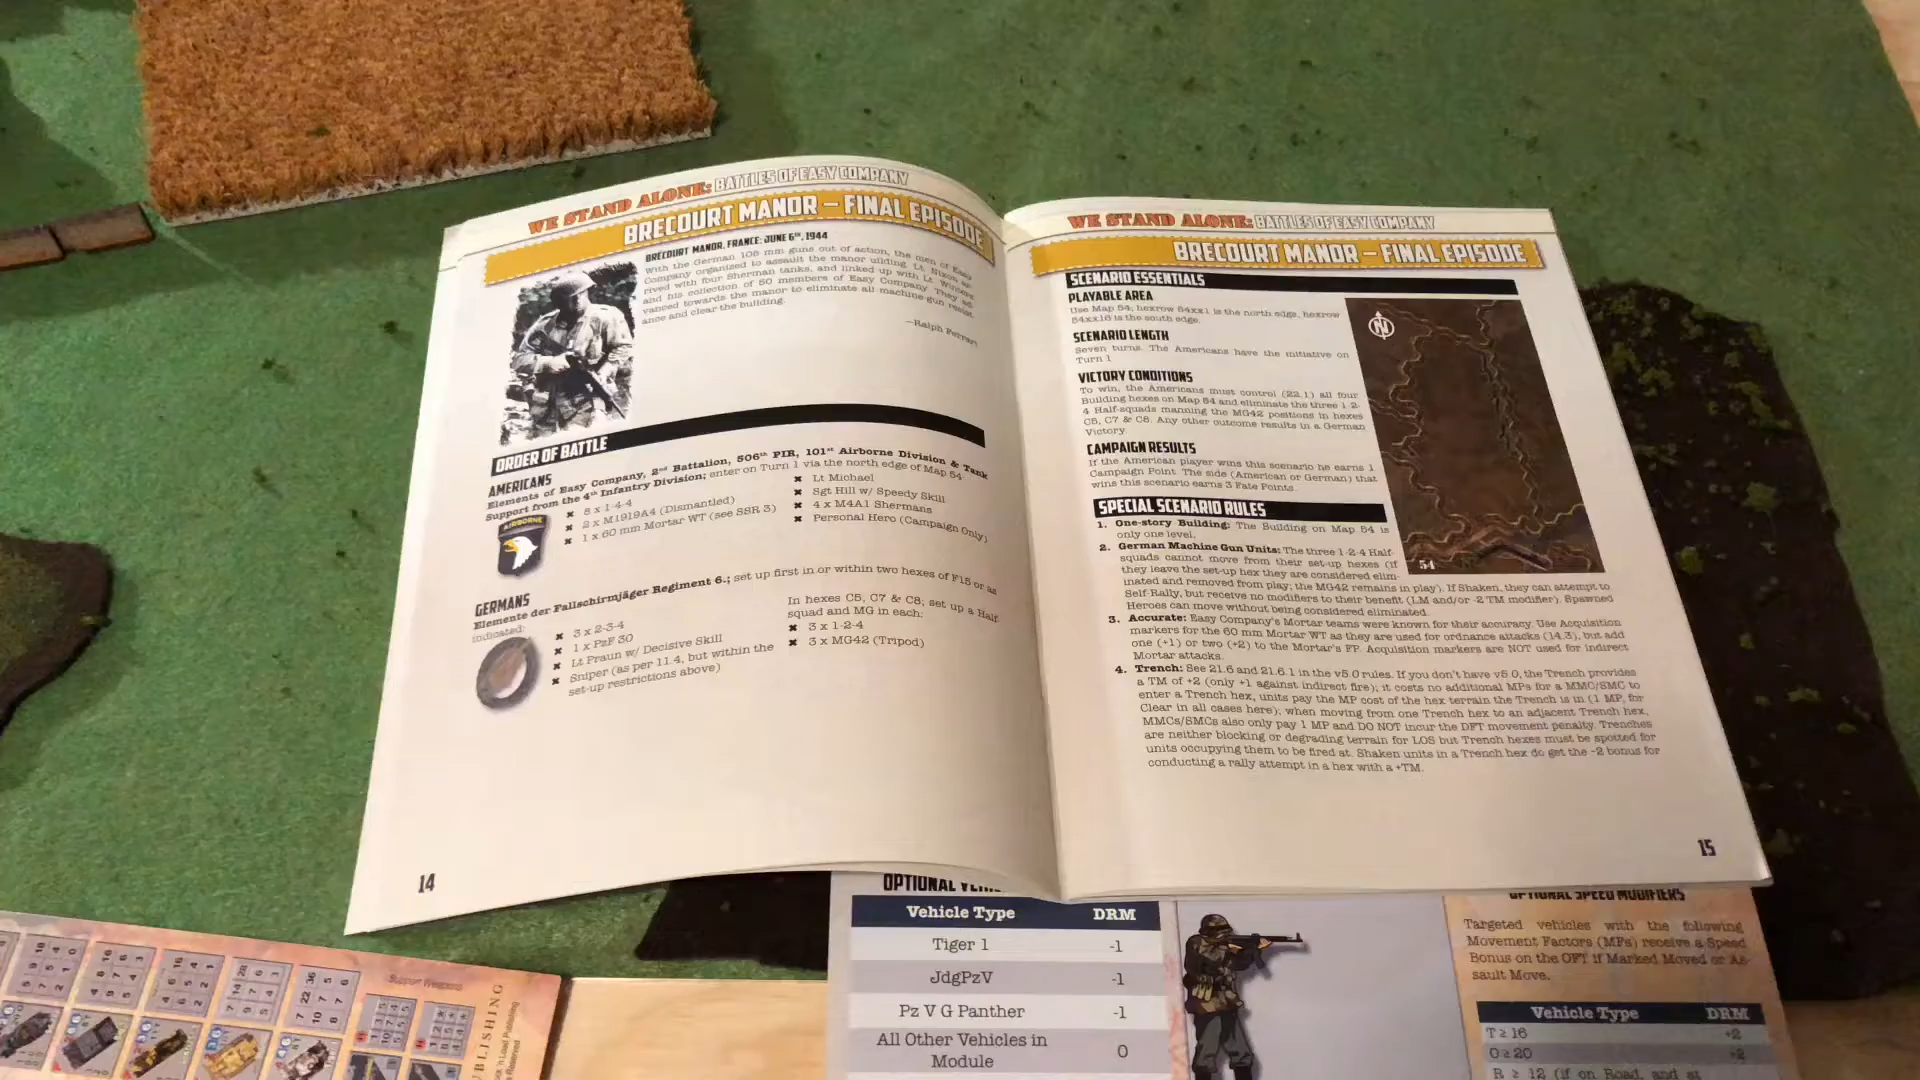 WE STAND ALONE: BATTLES OF EASY COMPANY
BRECOURT MANOR – FINAL EPISODE
BRECOURT MANOR, FRANCE: JUNE 6TH, 1944
With the German 105 mm guns out of action, the men of Easy
Company organized to assault the manor uilding. Lt. Nixon ar-
rived with four Sherman tanks, and linked up with Lt. Winters
and his collection of 50 members of Easy Company. They ad-
vanced towards the manor to eliminate all machine gun resist-
ance and clear the building.
—Ralph Ferrari
ORDER OF BATTLE
AMERICANS
Elements of Easy Company, 2nd Battalion, 506th PIR, 101st Airborne Division & Tank
Support from the 4th Infantry Division; enter on Turn 1 via the north edge of Map 54:
AIRBORNE
8 x 1-4-4
2 x M1919A4 (Dismantled)
1 x 60 mm Mortar WT (see SSR 3)
Lt Michael
Sgt Hill w/ Speedy Skill
4 x M4A1 Shermans
Personal Hero (Campaign Only)
GERMANS
Elemente der Fallschirmjäger Regiment 6.; set up first in or within two hexes of F15 or as
indicated:
3 x 2-3-4
1 x PzF 30
Lt Praun w/ Decisive Skill
Sniper (as per 11.4, but within the
set-up restrictions above)
In hexes C5, C7 & C8; set up a Half-
squad and MG in each:
3 x 1-2-4
3 x MG42 (Tripod)
14
WE STAND ALONE: BATTLES OF EASY COMPANY
BRECOURT MANOR – FINAL EPISODE
SCENARIO ESSENTIALS
PLAYABLE AREA
Use Map 54; hexrow 54xx1 is the north edge, hexrow
54xx16 is the south edge.
SCENARIO LENGTH
Seven turns. The Americans have the initiative on
Turn 1
VICTORY CONDITIONS
To win, the Americans must control (22.1) all four
Building hexes on Map 54 and eliminate the three 1-2-
4 Half-squads manning the MG42 positions in hexes
C5, C7 & C8. Any other outcome results in a German
Victory.
CAMPAIGN RESULTS
If the American player wins this scenario he earns 1
Campaign Point. The side (American or German) that
wins this scenario earns 3 Fate Points.
N
54
SPECIAL SCENARIO RULES
1. One-story Building: The Building on Map 54 is
only one level.
2. German Machine Gun Units: The three 1-2-4 Half-
squads cannot move from their set-up hexes (if
they leave the set-up hex they are considered elim-
inated and removed from play; the MG42 remains in play). If Shaken, they can attempt to
Self-Rally, but receive no modifiers to their benefit (LM and/or -2 TM modifier). Spawned
Heroes can move without being considered eliminated.
3. Accurate: Easy Company's Mortar teams were known for their accuracy. Use Acquisition
markers for the 60 mm Mortar WT as they are used for ordnance attacks (14.3), but add
one (+1) or two (+2) to the Mortar's FP. Acquisition markers are NOT used for indirect
Mortar attacks.
4. Trench: See 21.6 and 21.6.1 in the v5.0 rules. If you don't have v5.0, the Trench provides
a TM of +2 (only +1 against indirect fire); it costs no additional MPs for a MMC/SMC to
enter a Trench hex, units pay the MP cost of the hex terrain the Trench is in (1 MP, for
Clear in all cases here); when moving from one Trench hex to an adjacent Trench hex,
MMCs/SMCs also only pay 1 MP and DO NOT incur the DFT movement penalty. Trenches
are neither blocking or degrading terrain for LOS but Trench hexes must be spotted for
units occupying them to be fired at. Shaken units in a Trench hex do get the -2 bonus for
conducting a rally attempt in a hex with a +TM.
15
OPTIONAL
Vehicle Type DRM
Tiger 1 -1
JdgPzV -1
Pz V G Panther -1
All Other Vehicles in
Module 0
OPTIONAL SPEED MODIFIERS
Targeted vehicles with the following
Movement Factors (MFs) receive a Speed
Bonus on the OFT if Marked Moved or As-
sault Move.
Vehicle Type DRM
T ≥ 16 +2
O ≥ 20 +2
R ≥ 12 (if on Road, and at
Support Weapons